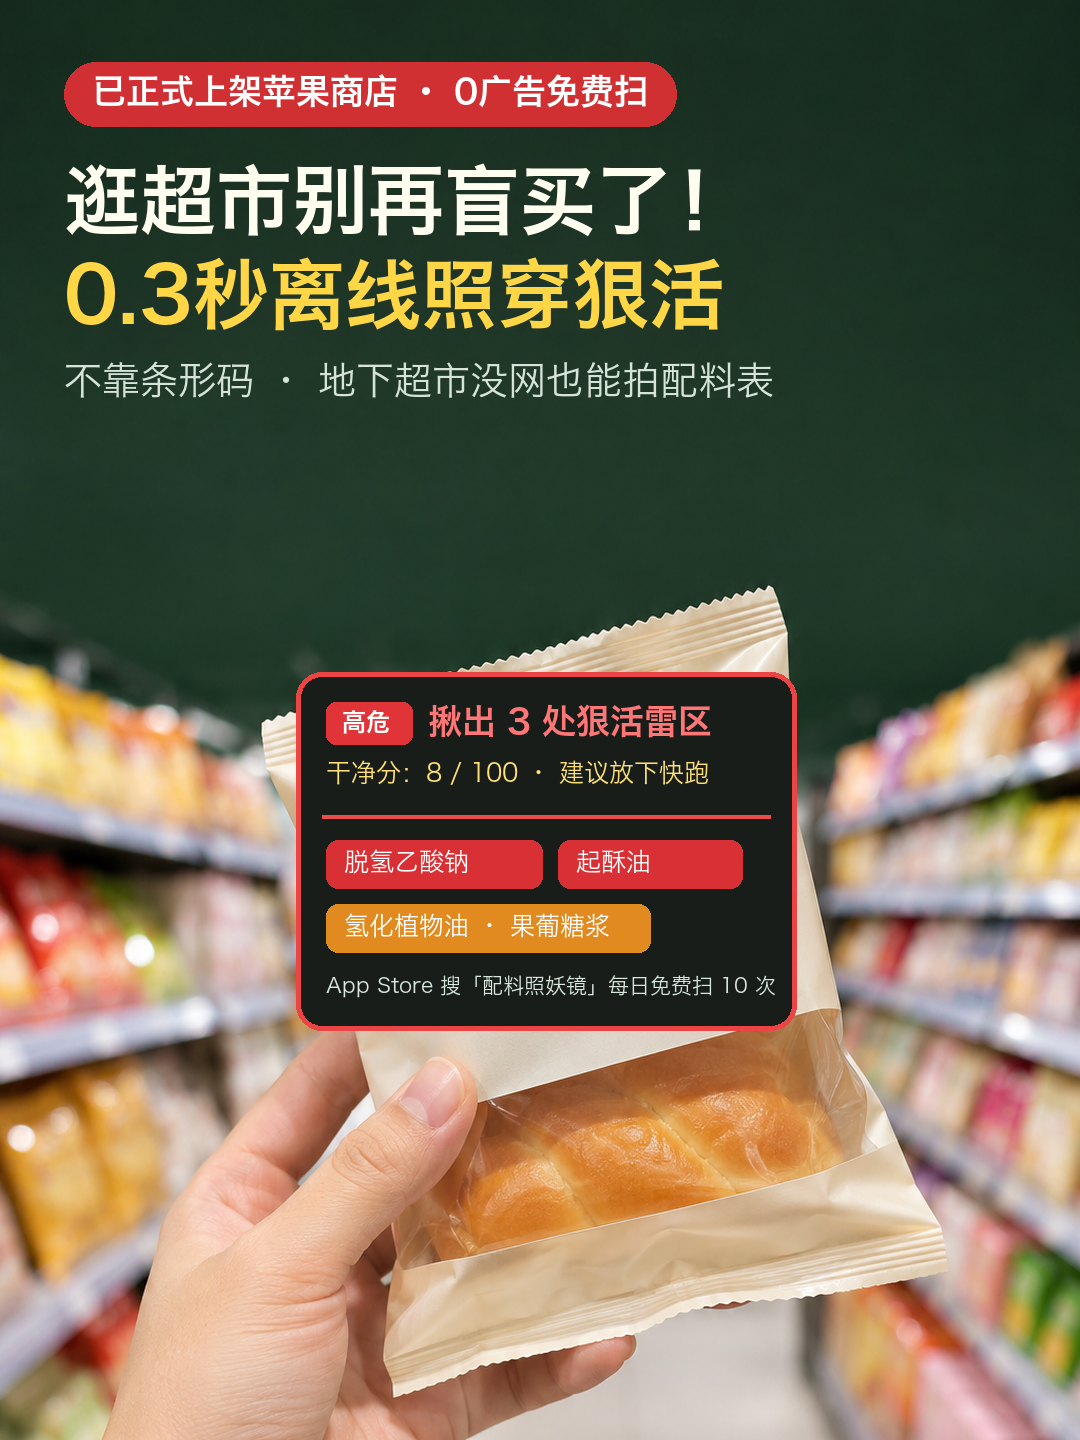 已正式上架苹果商店 · 0广告免费扫
逛超市别再盲买了！
0.3秒离线照穿狠活
不靠条形码 · 地下超市没网也能拍配料表
高危 揪出 3 处狠活雷区
干净分：8 / 100 · 建议放下快跑
脱氢乙酸钠 起酥油
氢化植物油 · 果葡糖浆
App Store 搜「配料照妖镜」每日免费扫 10 次